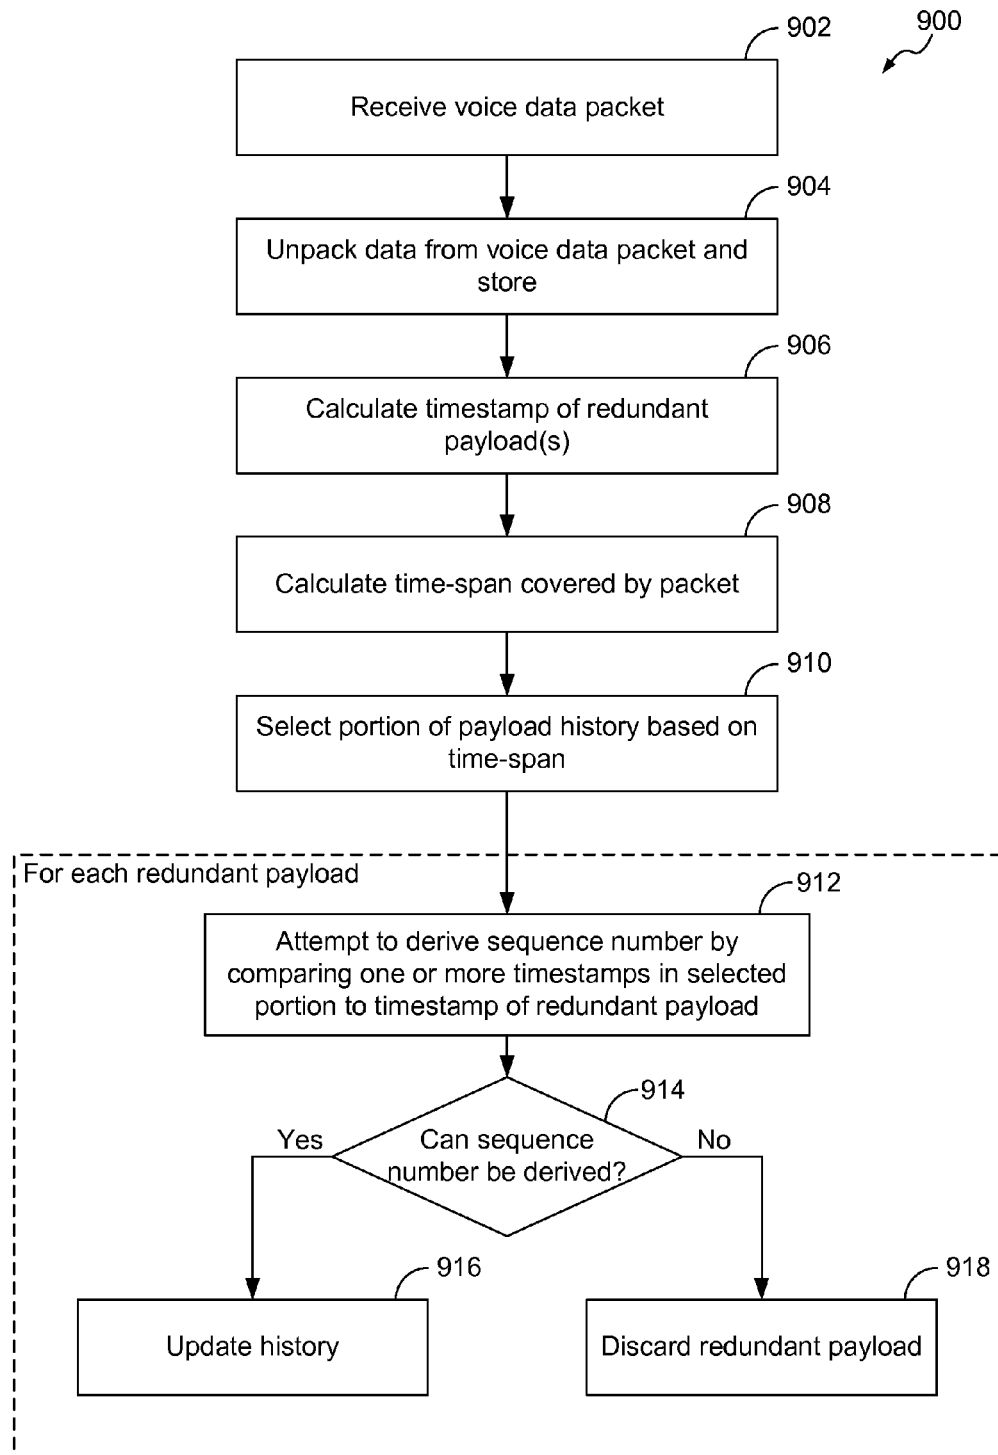 902
900
Receive voice data packet
904
Unpack data from voice data packet and
store
906
Calculate timestamp of redundant
payload(s)
908
Calculate time-span covered by packet
910
Select portion of payload history based on
time-span
For each redundant payload
912
Attempt to derive sequence number by
comparing one or more timestamps in selected
portion to timestamp of redundant payload
914
Yes
Can sequence
number be derived?
No
916
918
Update history
Discard redundant payload